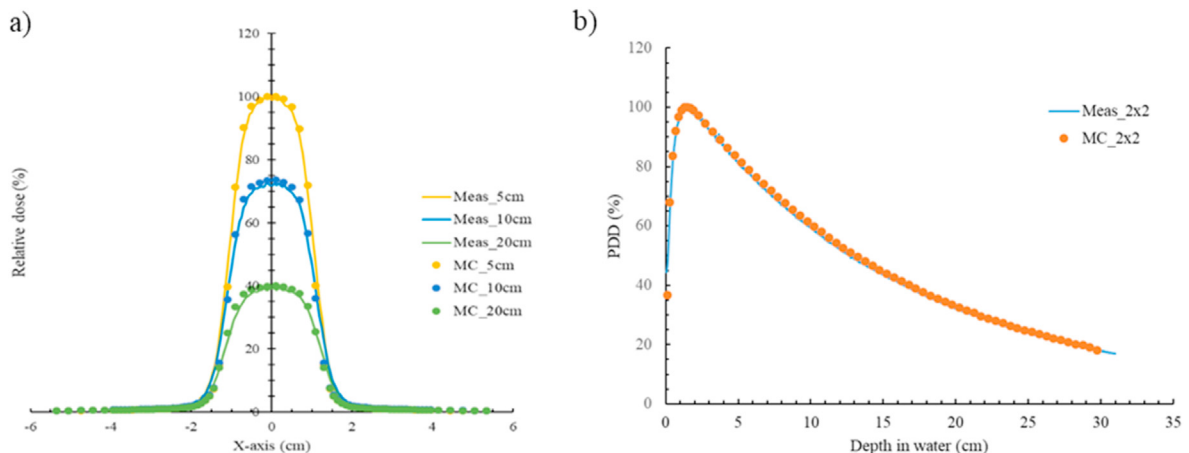 a)
120
100
80
60
40
20
0
-6
-4
-2
0
2
4
6
Relative dose (%)
X-axis (cm)
Meas_5cm
Meas_10cm
Meas_20cm
MC_5cm
MC_10cm
MC_20cm
b)
120
100
80
60
40
20
0
0
5
10
15
20
25
30
35
PDD (%)
Depth in water (cm)
Meas_2x2
MC_2x2